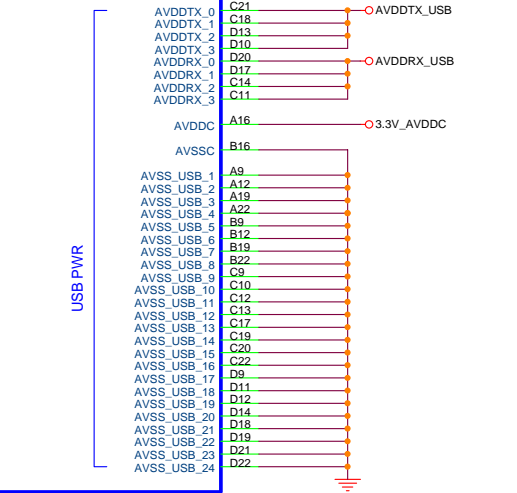 AVDDTX_0 C21 AVDDTX_USB
AVDDTX_1 C18
AVDDTX_2 D13
AVDDTX_3 D10
AVDDRX_0 D20 AVDDRX_USB
AVDDRX_1 D17
AVDDRX_2 C14
AVDDRX_3 C11
AVDDC A16 3.3V_AVDDC
AVSSC B16
AVSS_USB_1 A9
AVSS_USB_2 A12
AVSS_USB_3 A19
AVSS_USB_4 A22
AVSS_USB_5 B9
AVSS_USB_6 B12
AVSS_USB_7 B19
AVSS_USB_8 B22
AVSS_USB_9 C9
AVSS_USB_10 C10
AVSS_USB_11 C12
AVSS_USB_12 C13
AVSS_USB_13 C17
AVSS_USB_14 C19
AVSS_USB_15 C20
AVSS_USB_16 C22
AVSS_USB_17 D9
AVSS_USB_18 D11
AVSS_USB_19 D12
AVSS_USB_20 D14
AVSS_USB_21 D18
AVSS_USB_22 D19
AVSS_USB_23 D21
AVSS_USB_24 D22
USB PWR